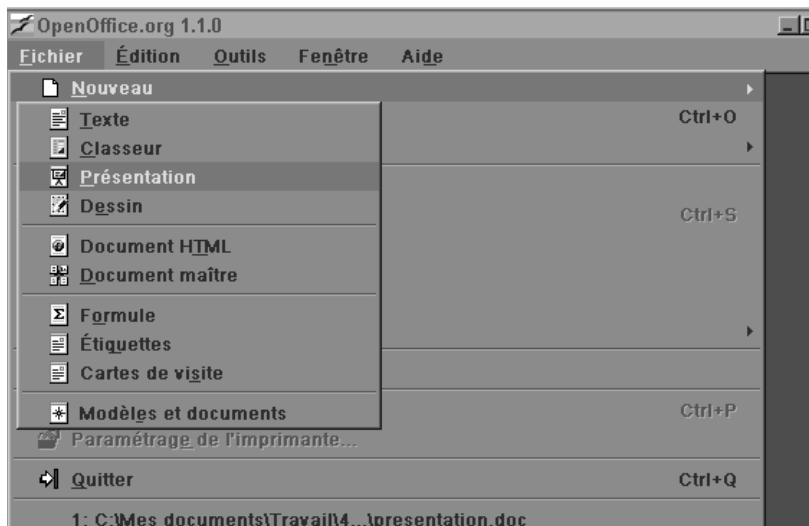 OpenOffice.org 1.1.0
Fichier Édition Outils Fenêtre Aide
Nouveau
Texte Ctrl+O
Classeur
Présentation
Dessin Ctrl+S
Document HTML
Document maître
Formule
Étiquettes
Cartes de visite
Modèles et documents Ctrl+P
Paramétrage de l'imprimante...
Quitter Ctrl+Q
1: C:\Mes documents\Travail\4...\presentation.doc